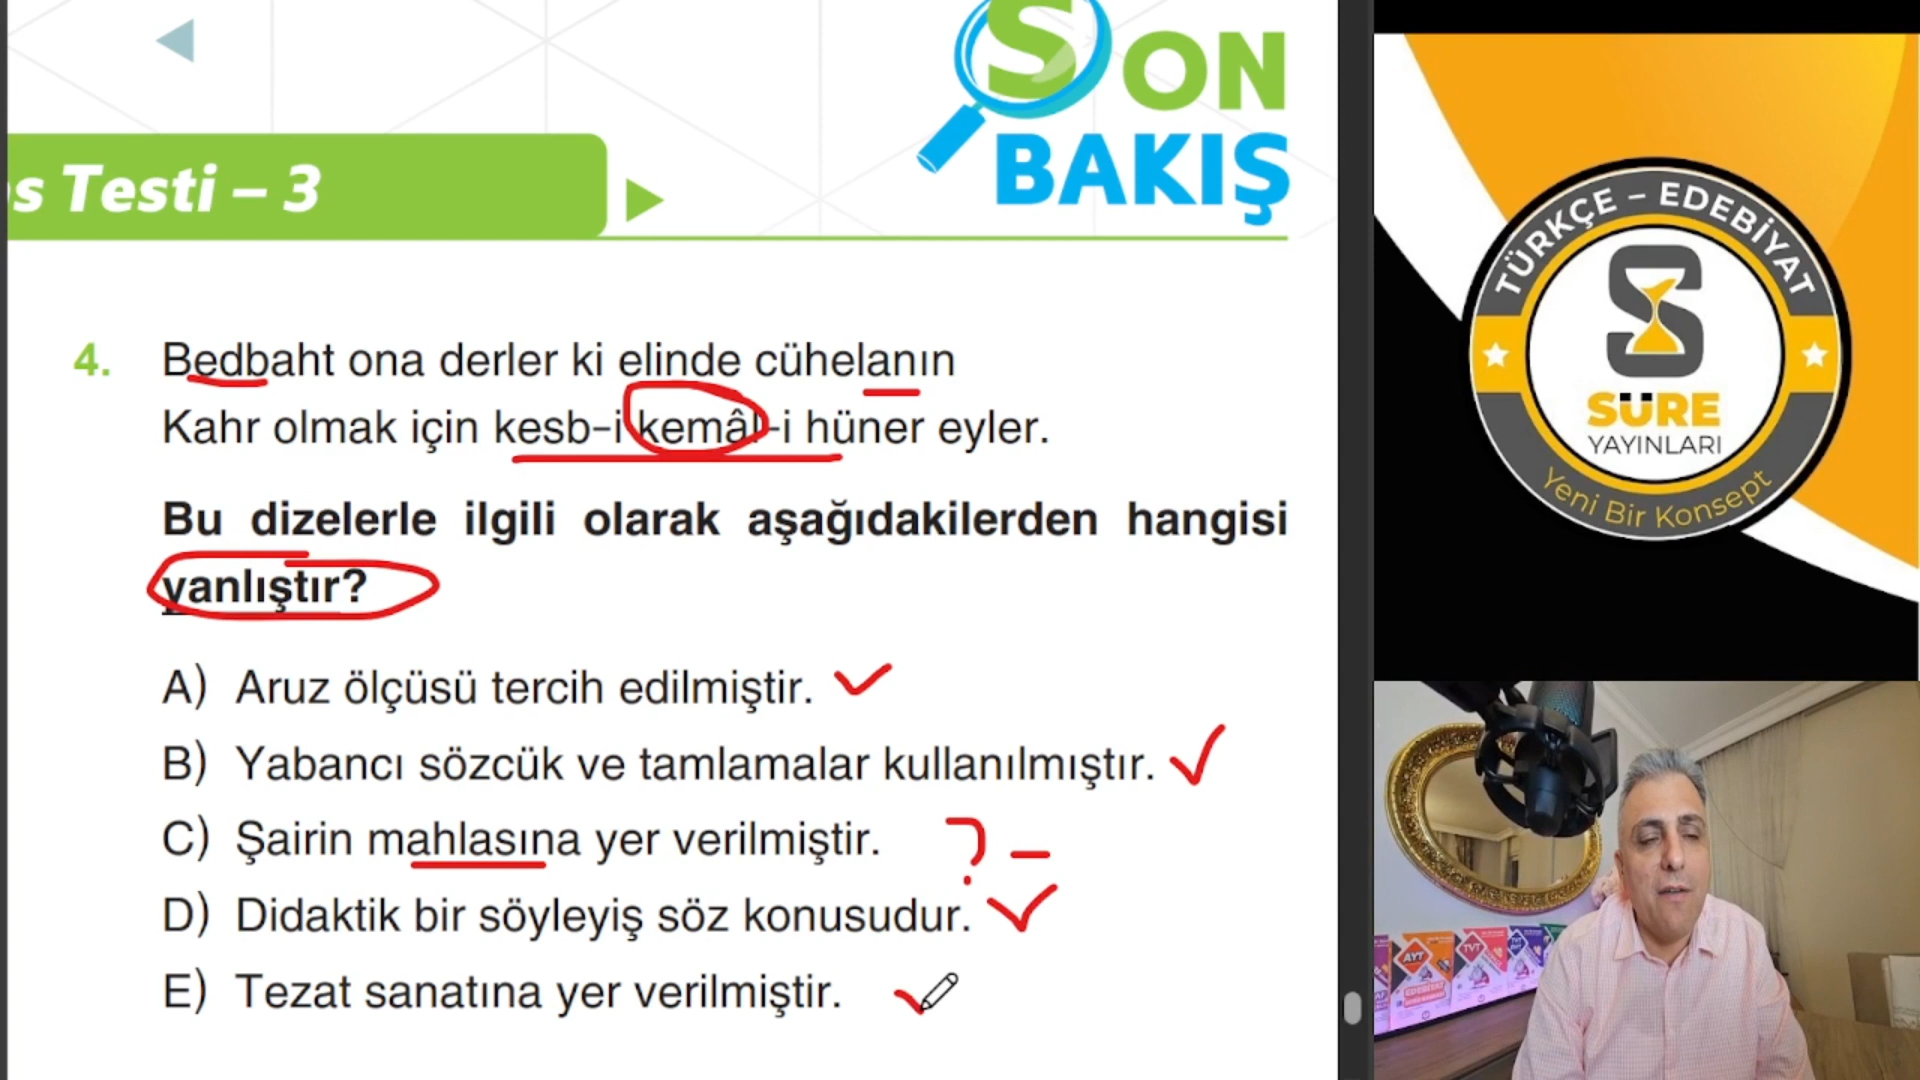 SON
BAKIŞ
s Testi – 3
4. Bedbaht ona derler ki elinde cühelanın
Kahr olmak için kesb-i kemâl-i hüner eyler.
Bu dizelerle ilgili olarak aşağıdakilerden hangisi
yanlıştır?
A) Aruz ölçüsü tercih edilmiştir.
B) Yabancı sözcük ve tamlamalar kullanılmıştır.
C) Şairin mahlasına yer verilmiştir.
D) Didaktik bir söyleyiş söz konusudur.
E) Tezat sanatına yer verilmiştir.
TÜRKÇE – EDEBİYAT
SÜRE
YAYINLARI
Yeni Bir Konsept
AYT
TYT